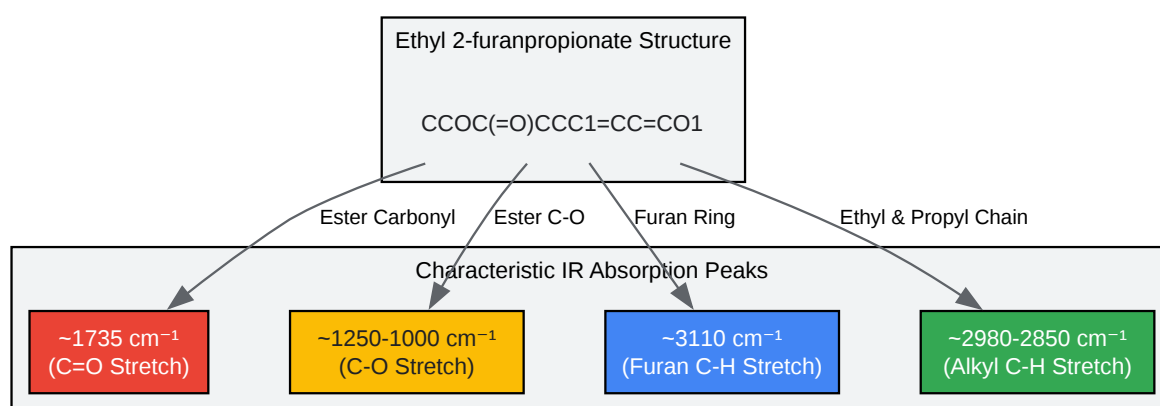 Ethyl 2-furanpropionate Structure
CCOC(=O)CCC1=CC=CO1
Ester Carbonyl
Ester C-O
Furan Ring
Ethyl & Propyl Chain
Characteristic IR Absorption Peaks
~1735 cm⁻¹
(C=O Stretch)
~1250-1000 cm⁻¹
(C-O Stretch)
~3110 cm⁻¹
(Furan C-H Stretch)
~2980-2850 cm⁻¹
(Alkyl C-H Stretch)